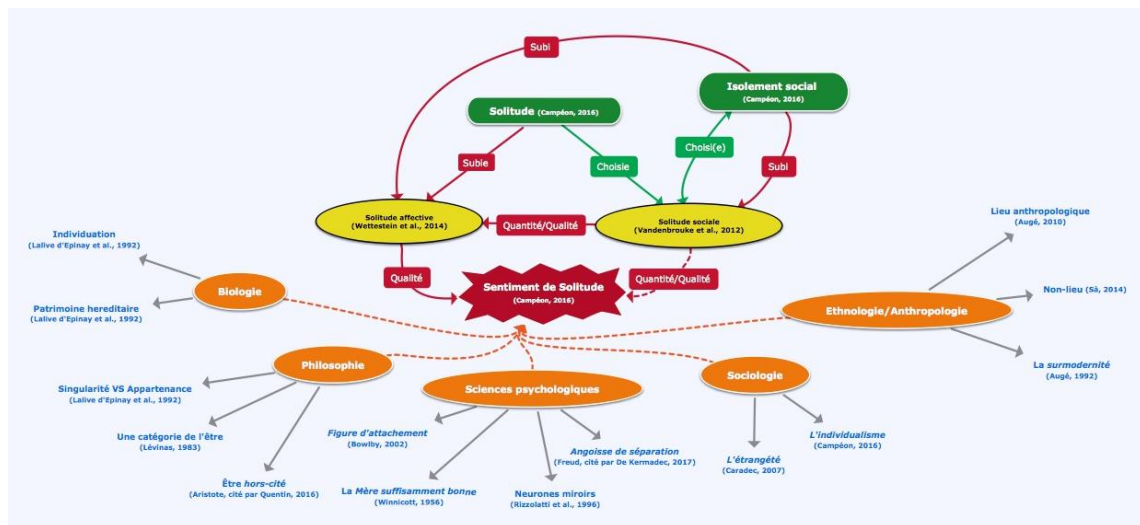 Subi
Isolement social
(Campéon, 2016)
Solitude (Campéon, 2016)
Choisi(e)
Subie
Choisie
Subi
Solitude affective
(Wettestein et al., 2014)
Quantité/Qualité
Solitude sociale
(Vandenbrouke et al., 2012)
Lieu anthropologique
(Augé, 2010)
Individuation
(Lalive d'Epinay et al., 1992)
Qualité
Sentiment de Solitude
(Campéon, 2016)
Quantité/Qualité
Biologie
Non-lieu (Sà, 2014)
Patrimoine hereditaire
(Lalive d'Epinay et al., 1992)
Ethnologie/Anthropologie
Philosophie
La surmodernité
(Augé, 1992)
Sociologie
Sciences psychologiques
Singularité VS Appartenance
(Lalive d'Epinay et al., 1992)
Figure d'attachement
(Bowlby, 2002)
Une catégorie de l'être
(Lévinas, 1983)
L'individualisme
(Campéon, 2016)
Angoisse de séparation
(Freud, cité par De Kermadec, 2017)
L'étrangété
(Caradec, 2007)
Être hors-cité
(Aristote, cité par Quentin, 2016)
La Mère suffisamment bonne
(Winnicott, 1956)
Neurones miroirs
(Rizzolatti et al., 1996)